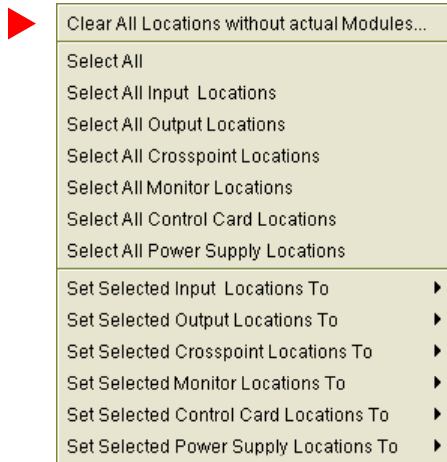 Clear All Locations without actual Modules...
Select All
Select All Input Locations
Select All Output Locations
Select All Crosspoint Locations
Select All Monitor Locations
Select All Control Card Locations
Select All Power Supply Locations
Set Selected Input Locations To
Set Selected Output Locations To
Set Selected Crosspoint Locations To
Set Selected Monitor Locations To
Set Selected Control Card Locations To
Set Selected Power Supply Locations To